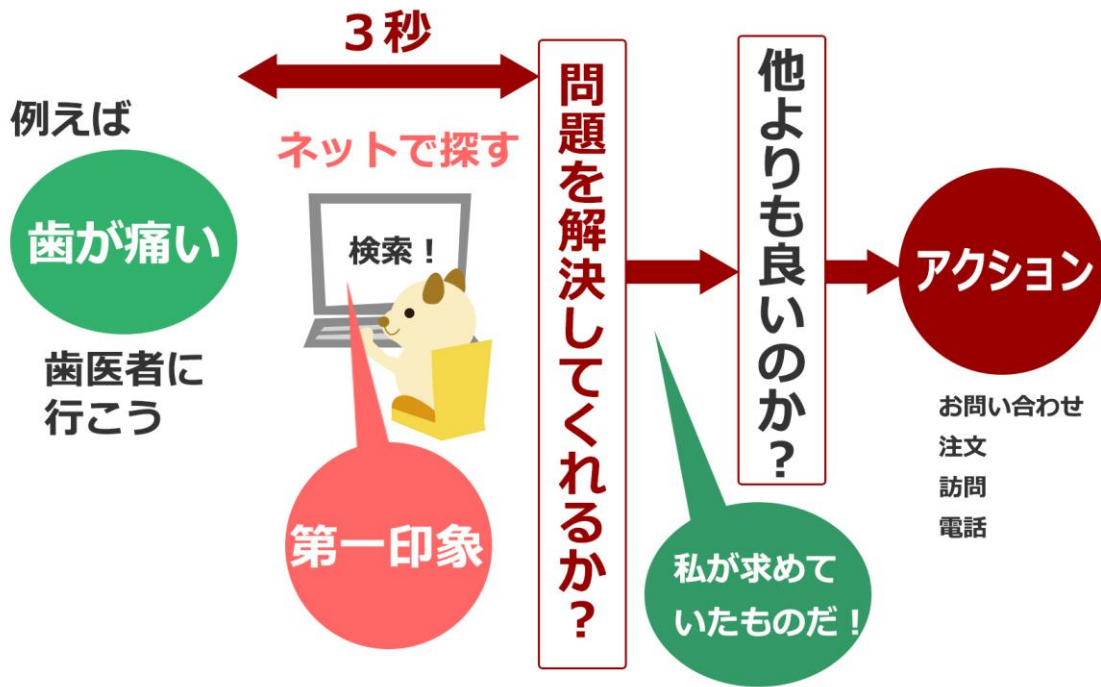 3秒
例えば
歯が痛い
歯医者に
行こう
ネットで探す
検索！
第一印象
問題を解決してくれるか？
私が求めて
いたものだ！
他よりも良いのか？
アクション
お問い合わせ
注文
訪問
電話